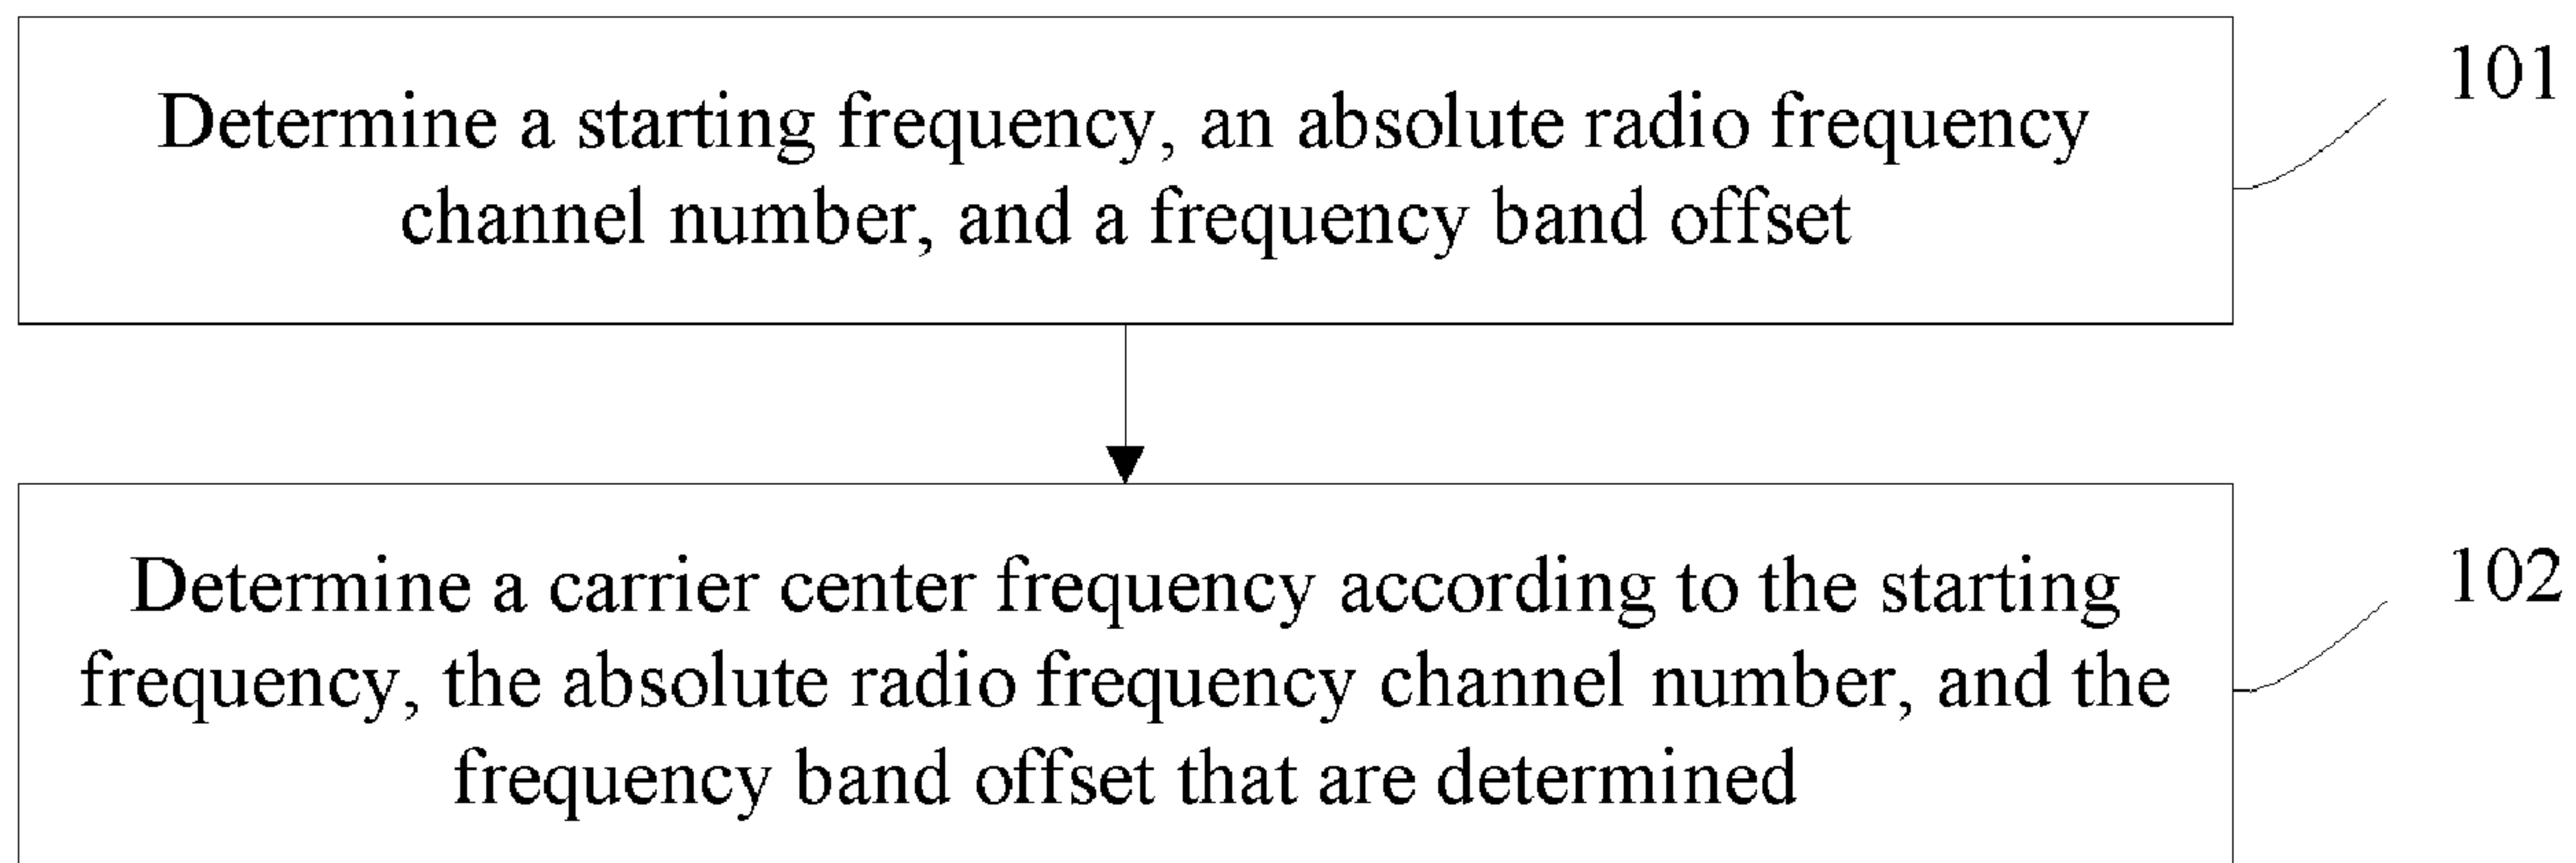 Determine a starting frequency, an absolute radio frequency
channel number, and a frequency band offset
101
Determine a carrier center frequency according to the starting
frequency, the absolute radio frequency channel number, and the
frequency band offset that are determined
102